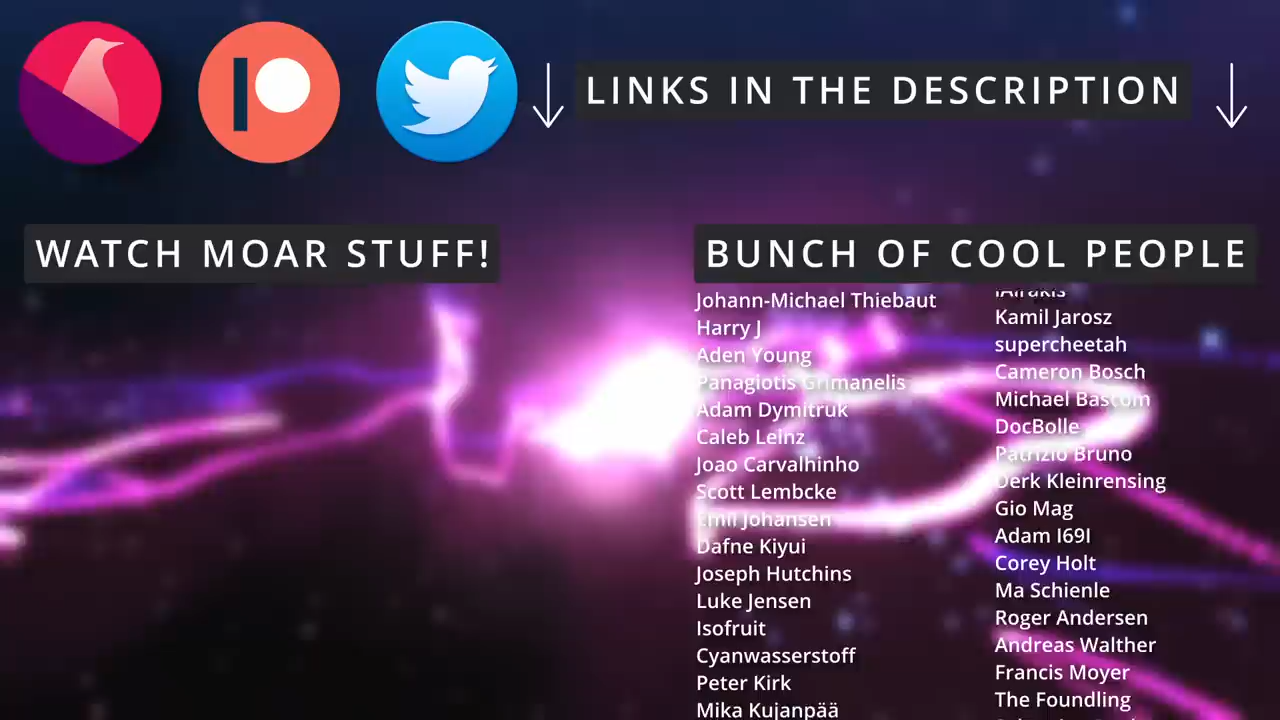 LINKS IN THE DESCRIPTION
WATCH MOAR STUFF!
BUNCH OF COOL PEOPLE
Johann-Michael Thiebaut
Harry J
Aden Young
Panagiotis Grimanelis
Adam Dymitruk
Caleb Leinz
Joao Carvalhinho
Scott Lembcke
Emil Johansen
Dafne Kiyui
Joseph Hutchins
Luke Jensen
Isofruit
Cyanwasserstoff
Peter Kirk
Mika Kujanpää
Kamil Jarosz
supercheetah
Cameron Bosch
Michael Bascom
DocBolle
Patrizio Bruno
Derk Kleinrensing
Gio Mag
Adam I69I
Corey Holt
Ma Schienle
Roger Andersen
Andreas Walther
Francis Moyer
The Foundling